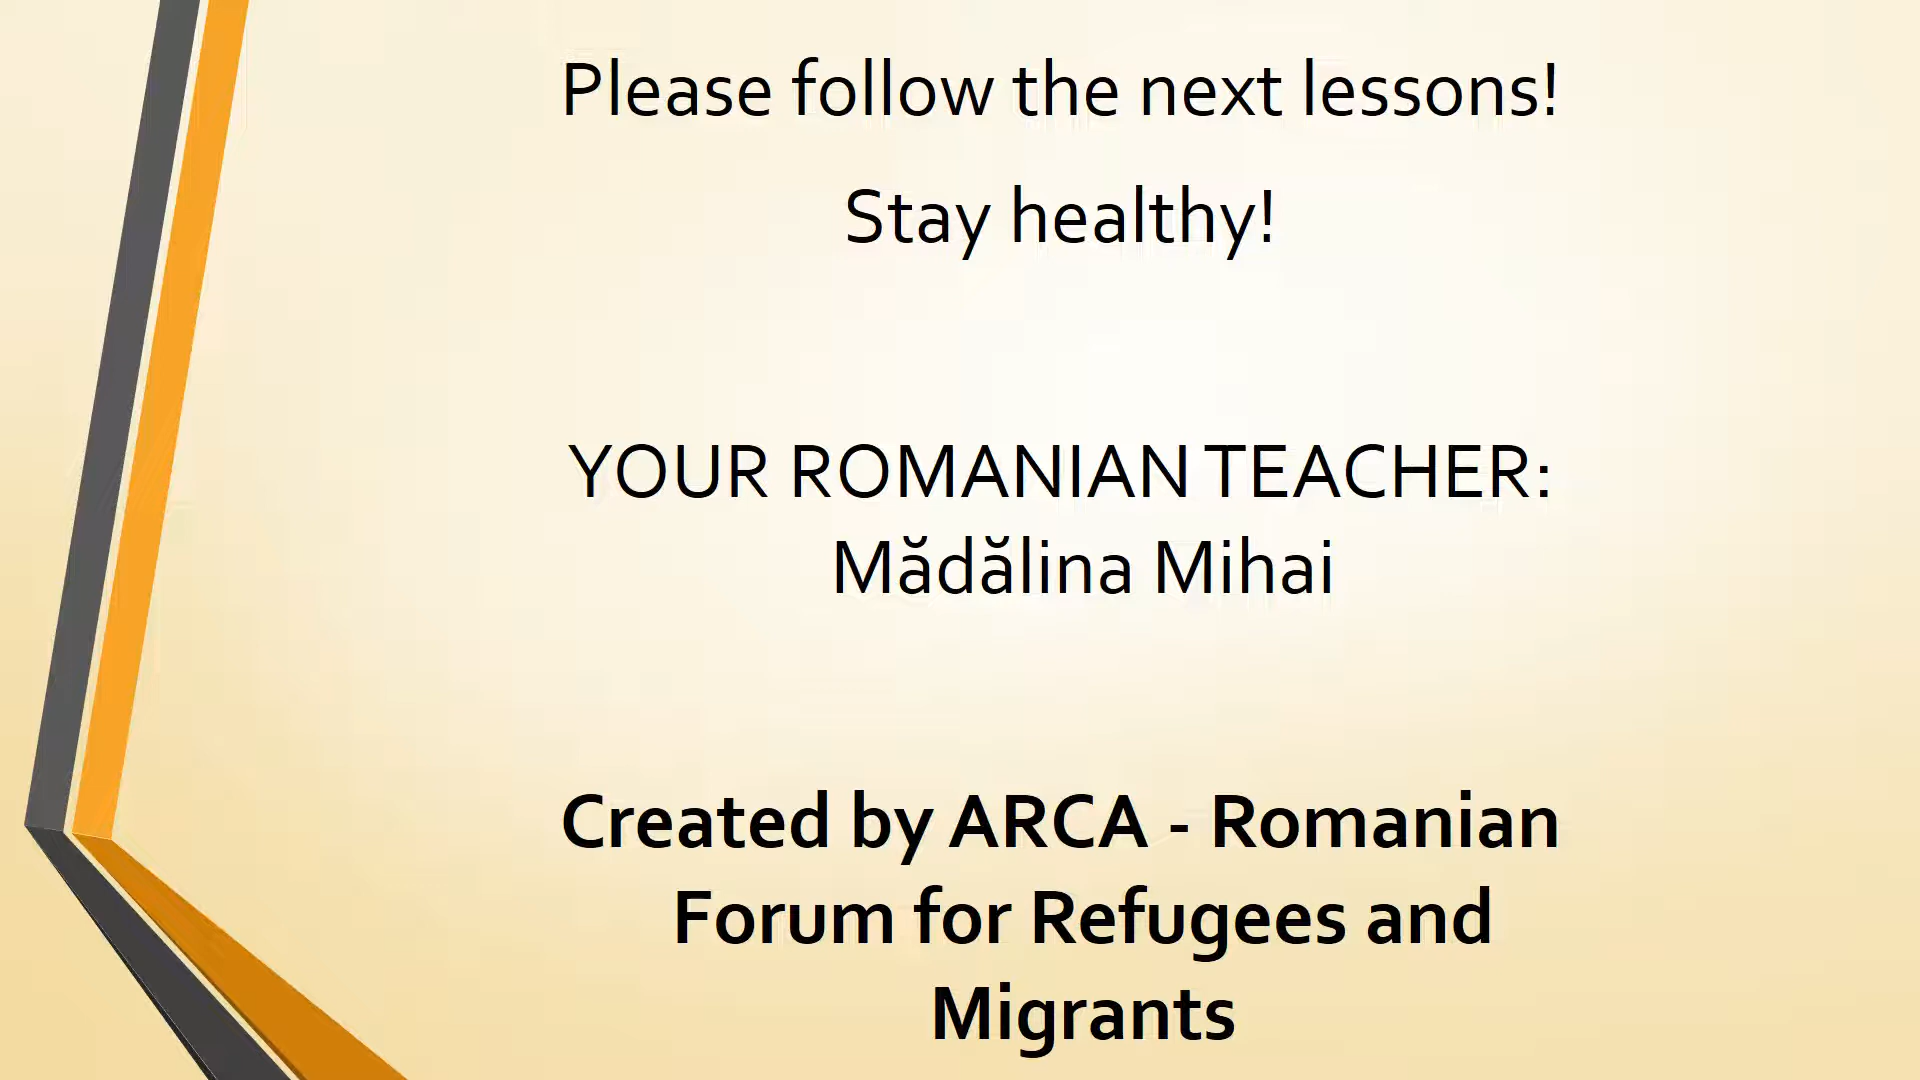 Please follow the next lessons!
Stay healthy!
YOUR ROMANIAN TEACHER:
Mădălina Mihai
Created by ARCA - Romanian
Forum for Refugees and
Migrants